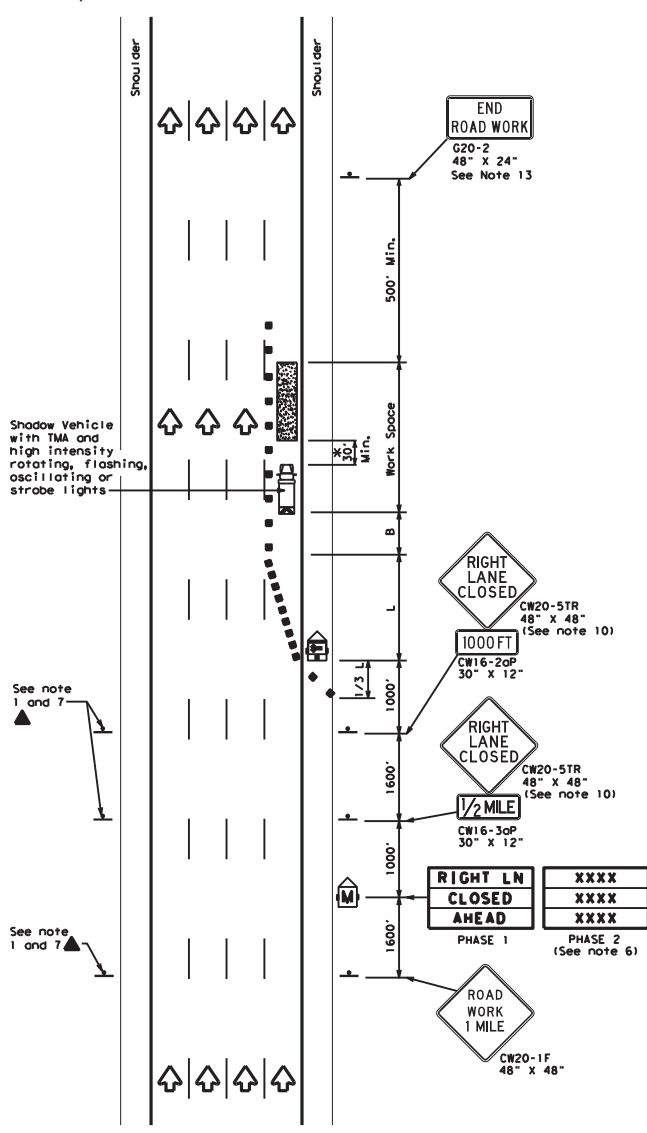 Shoulder
Shoulder
END
ROAD WORK
G20-2
48" X 24"
See Note 13
500' Min.
Shadow Vehicle
with TMA and
high intensity
rotating, flashing,
oscillating or
strobe lights
*
30'
Min.
Work Space
B
L
RIGHT
LANE
CLOSED
CW20-5TR
48" X 48"
(See note 10)
1000 FT
CW16-2aP
30" X 12"
1/3 L
1000'
See note
1 and 7
RIGHT
LANE
CLOSED
CW20-5TR
48" X 48"
(See note 10)
1/2 MILE
CW16-3aP
30" X 12"
1600'
1000'
M
RIGHT LN
CLOSED
AHEAD
PHASE 1
XXXX
XXXX
XXXX
PHASE 2
(See note 6)
1600'
See note
1 and 7
ROAD
WORK
1 MILE
CW20-1F
48" X 48"